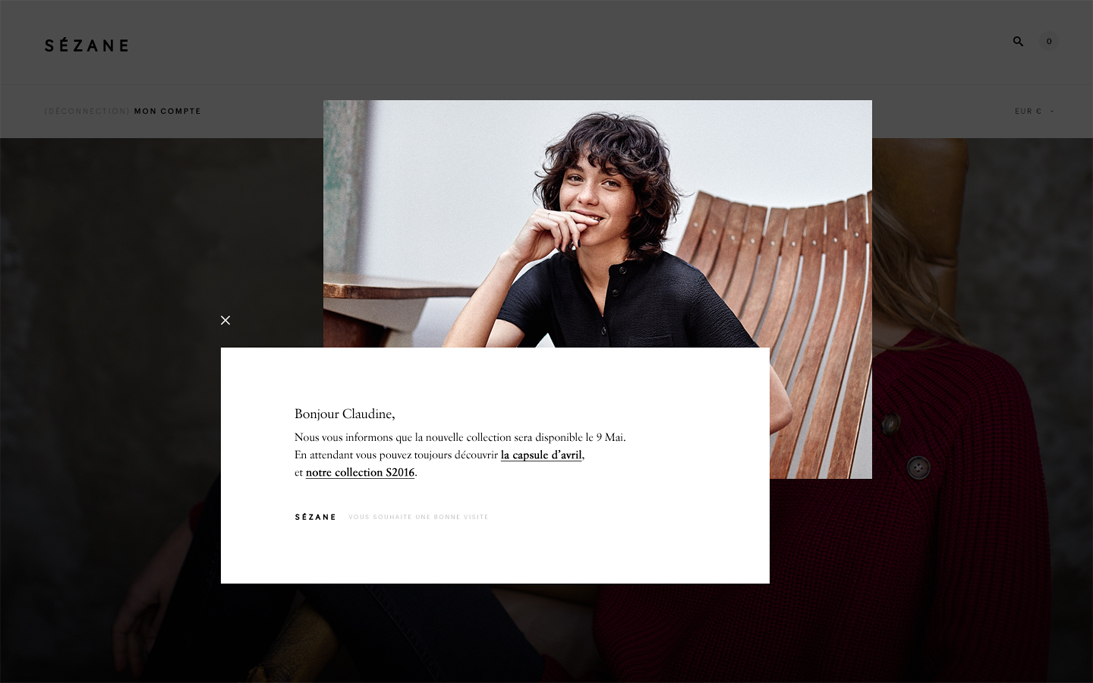 SÉZANE
0
(DÉCONNECTION) MON COMPTE
EUR €
Bonjour Claudine,
Nous vous informons que la nouvelle collection sera disponible le 9 Mai.
En attendant vous pouvez toujours découvrir la capsule d'avril,
et notre collection S2016.
SÉZANE VOUS SOUHAITE UNE BONNE VISITE